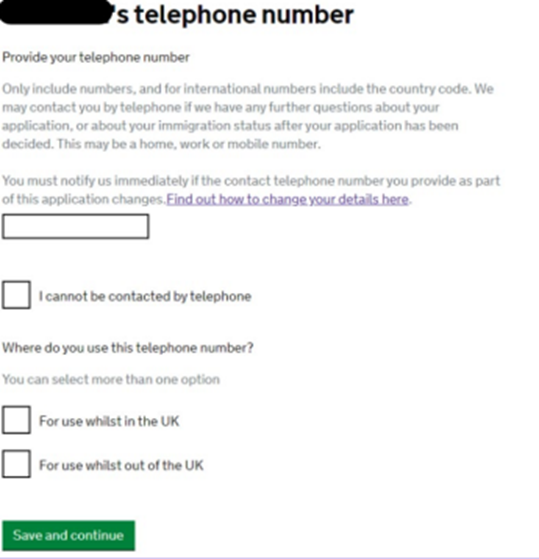 's telephone number
Provide your telephone number
Only include numbers, and for international numbers include the country code. We
may contact you by telephone if we have any further questions about your
application, or about your immigration status after your application has been
decided. This may be a home, work or mobile number.
You must notify us immediately if the contact telephone number you provide as part
of this application changes.Find out how to change your details here.
I cannot be contacted by telephone
Where do you use this telephone number?
You can select more than one option
For use whilst in the UK
For use whilst out of the UK
Save and continue